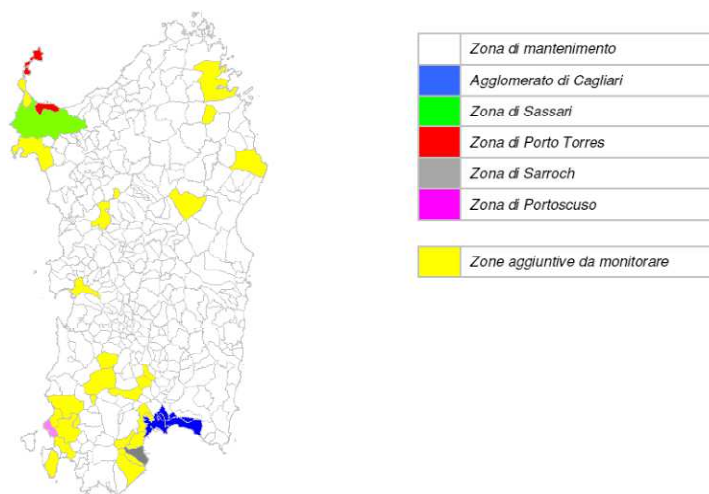 Zona di mantenimento
Agglomerato di Cagliari
Zona di Sassari
Zona di Porto Torres
Zona di Sarroch
Zona di Portoscuso
Zone aggiuntive da monitorare